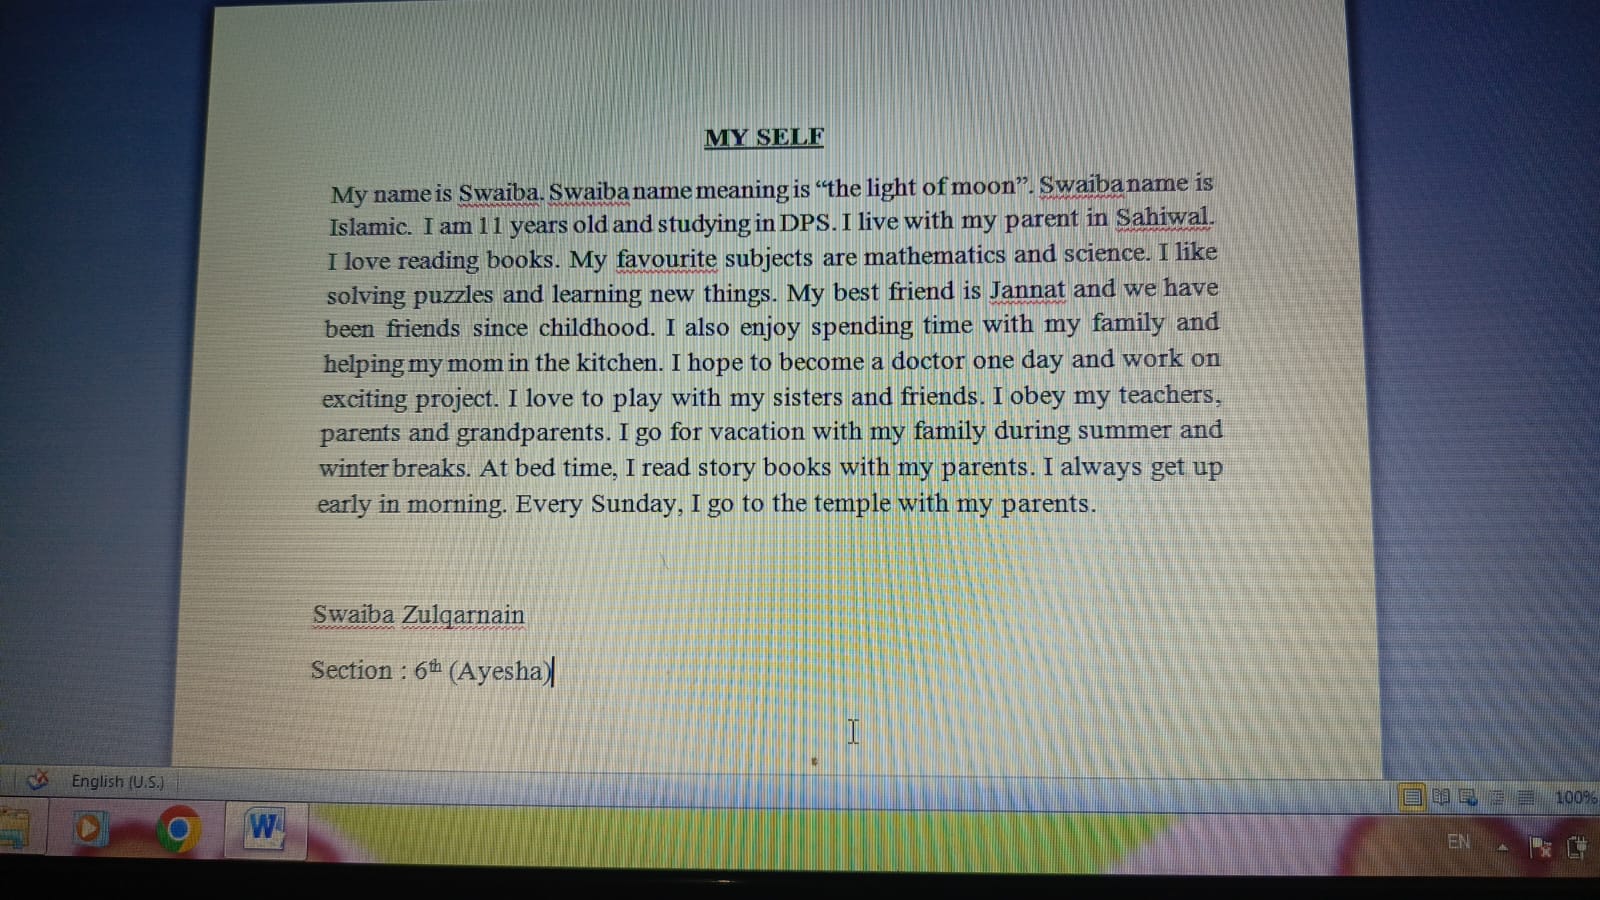 MY SELF
My name is Swaiba. Swaiba name meaning is “the light of moon”. Swaiba name is
Islamic. I am 11 years old and studying in DPS. I live with my parent in Sahiwal.
I love reading books. My favourite subjects are mathematics and science. I like
solving puzzles and learning new things. My best friend is Jannat and we have
been friends since childhood. I also enjoy spending time with my family and
helping my mom in the kitchen. I hope to become a doctor one day and work on
exciting project. I love to play with my sisters and friends. I obey my teachers,
parents and grandparents. I go for vacation with my family during summer and
winter breaks. At bed time, I read story books with my parents. I always get up
early in morning. Every Sunday, I go to the temple with my parents.
Swaiba Zulqarnain
Section : 6th (Ayesha)
English (U.S.)
100%
W
EN